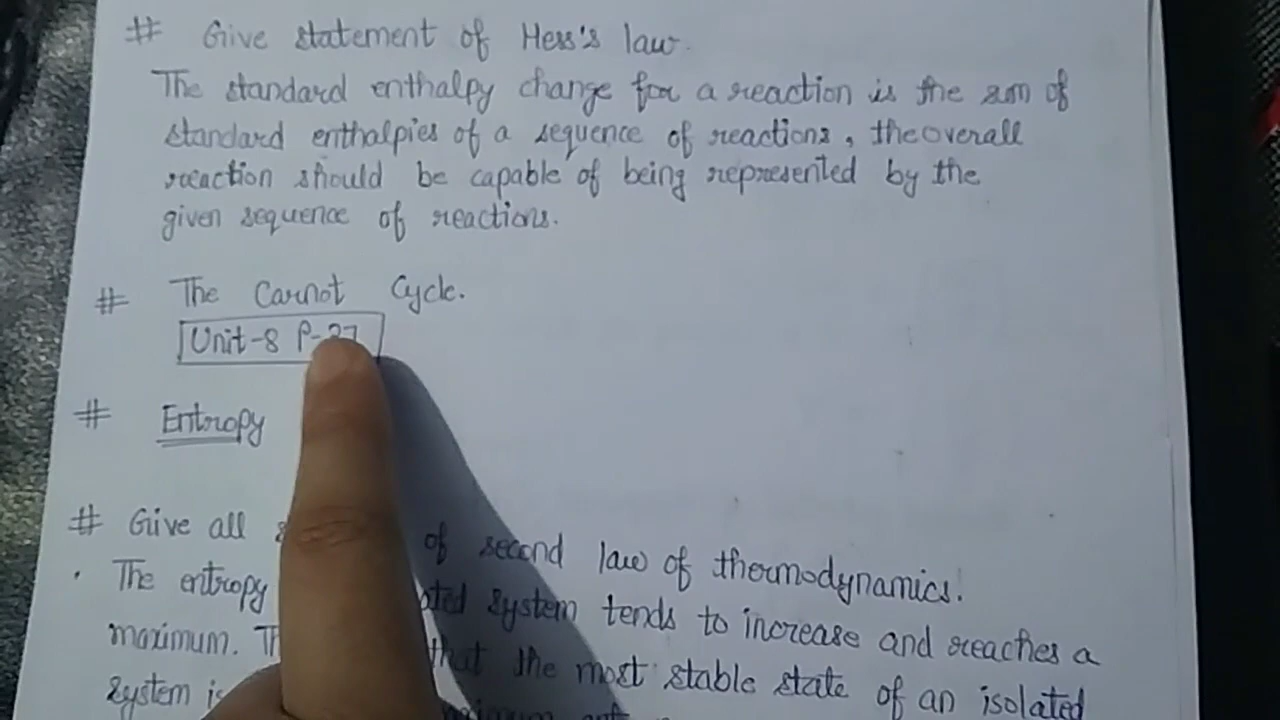 # Give statement of Hess's law.
The standard enthalpy change for a reaction is the sum of
standard enthalpies of a sequence of reactions, the overall
reaction should be capable of being represented by the
given sequence of reactions.
# The Carnot Cycle.
Unit-8 P-
# Entropy
# Give all of second law of thermodynamics.
. The entropy system tends to increase and reaches a
maximum. that the most stable state of an isolated
system is